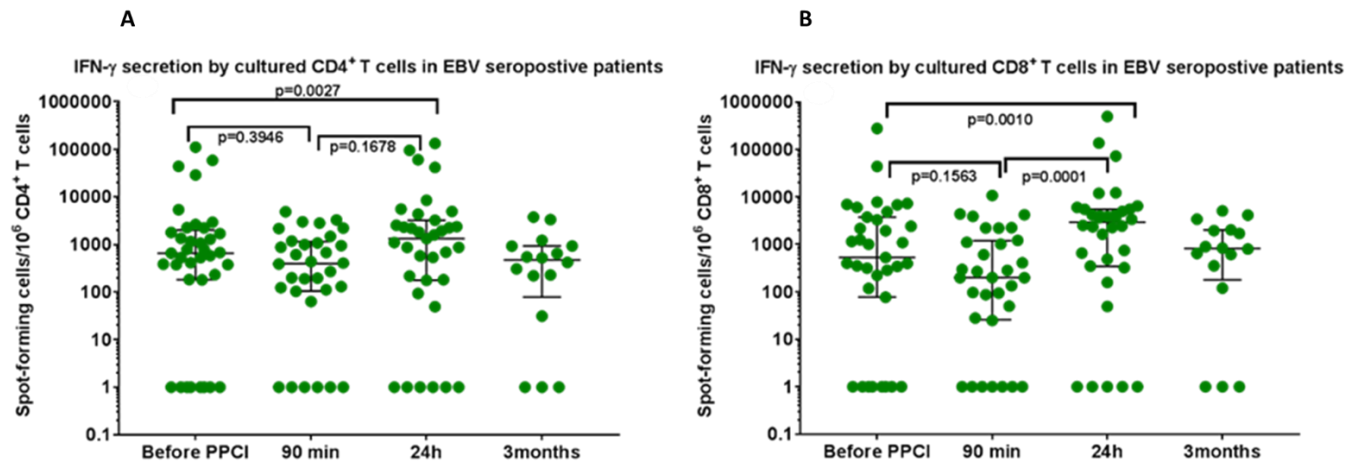 A
IFN-γ secretion by cultured CD4+ T cells in EBV seropostive patients
Spot-forming cells/10^6 CD4+ T cells
1000000
100000
10000
1000
100
10
1
0.1
p=0.0027
p=0.3946
p=0.1678
Before PPCI 90 min 24h 3months
B
IFN-γ secretion by cultured CD8+ T cells in EBV seropostive patients
Spot-forming cells/10^6 CD8+ T cells
1000000
100000
10000
1000
100
10
1
0.1
p=0.0010
p=0.1563
p=0.0001
Before PPCI 90 min 24h 3months